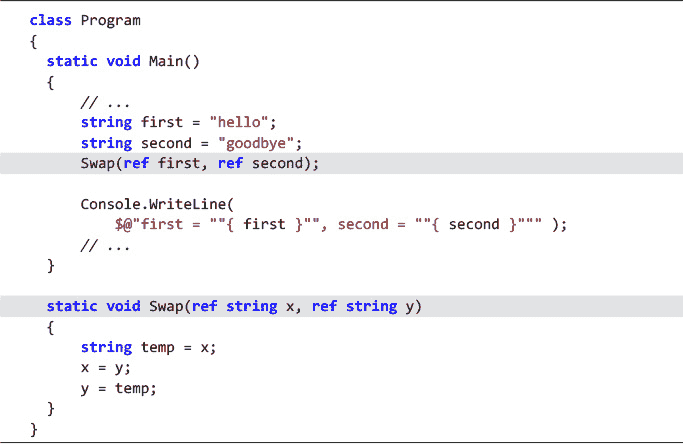 class Program
{
static void Main()
{
// ...
string first = "hello";
string second = "goodbye";
Swap(ref first, ref second);
Console.WriteLine(
$@"first = ""{ first }"", second = ""{ second }""" );
// ...
}
static void Swap(ref string x, ref string y)
{
string temp = x;
x = y;
y = temp;
}
}